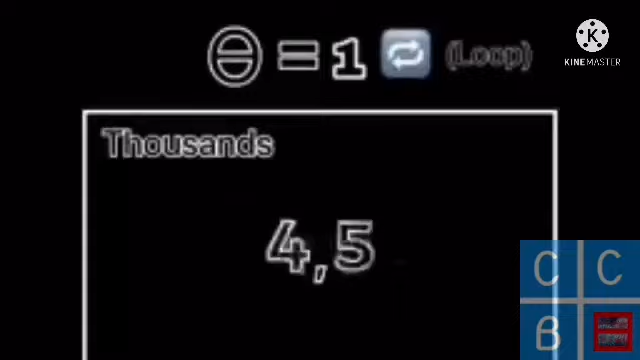 Ө = 1 🔁 (Loop)
K
KINEMASTER
Thousands
4,5
C C
B